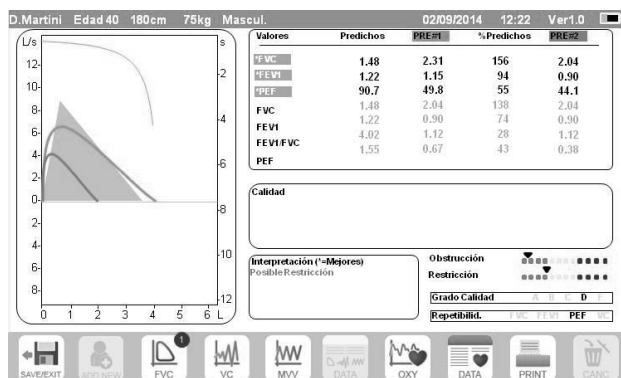 D.Martini Edad 40 180cm 75kg Mascul. 02/09/2014 12:22 Ver1.0
L/s s
12 10 8 6 4 2 0 2 4 6 8
2 4 6 8 10 12
0 1 2 3 4 5 6 L
Valores Predichos PRE#1 %Predichos PRE#2
*FVC 1.48 2.31 156 2.04
*FEV1 1.22 1.15 94 0.90
*PEF 90.7 49.8 55 44.1
FVC 1.48 2.04 138 2.04
FEV1 1.22 0.90 74 0.90
FEV1/FVC 4.02 1.12 28 1.12
PEF 1.55 0.67 43 0.38
Calidad
Interpretación (*=Mejores)
Posible Restricción
Obstrucción
Restricción
Grado Calidad A B C D F
Repetibilid. FVC FEV1 PEF VC
SAVE/EXIT ADD NEW FVC 1 VC MVV DATA OXY DATA PRINT CANC